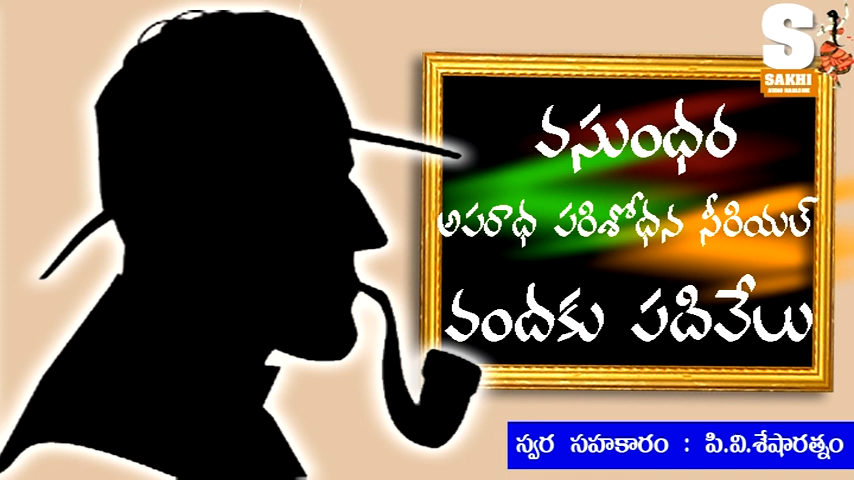 S
SAKHI
వసుంధర
అపరాధ పరిశోధన సీరియల్
వందకు పదివేలు
స్వర సహకారం : పి.వి.శేషారత్నం